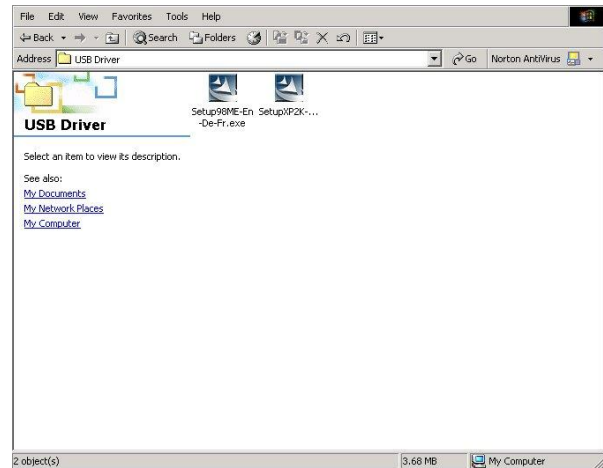 File Edit View Favorites Tools Help
Back Search Folders
Address USB Driver Go Norton AntiVirus
USB Driver
Select an item to view its description.
See also:
My Documents
My Network Places
My Computer
Setup98ME-En
-De-Fr.exe
SetupXP2K-...
2 object(s) 3.68 MB My Computer